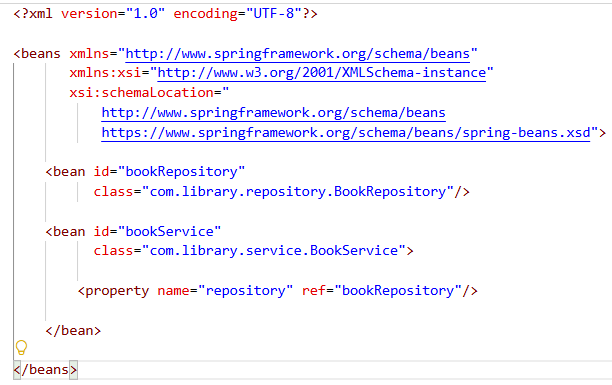 <?xml version="1.0" encoding="UTF-8"?>
<beans xmlns="http://www.springframework.org/schema/beans"
xmlns:xsi="http://www.w3.org/2001/XMLSchema-instance"
xsi:schemaLocation="
http://www.springframework.org/schema/beans
https://www.springframework.org/schema/beans/spring-beans.xsd">
<bean id="bookRepository"
class="com.library.repository.BookRepository"/>
<bean id="bookService"
class="com.library.service.BookService">
<property name="repository" ref="bookRepository"/>
</bean>
</beans>